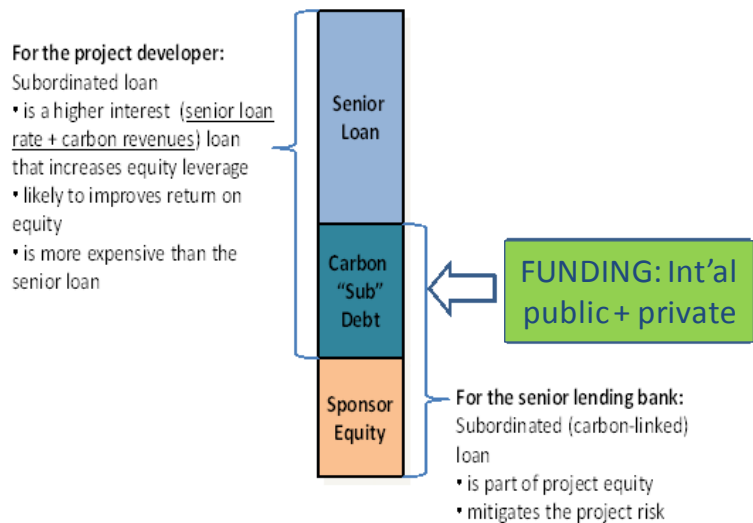 For the project developer:
Subordinated loan
• is a higher interest (senior loan
rate + carbon revenues) loan
that increases equity leverage
• likely to improves return on
equity
• is more expensive than the
senior loan
Senior
Loan
Carbon
“Sub”
Debt
Sponsor
Equity
FUNDING: Int’al
public + private
For the senior lending bank:
Subordinated (carbon-linked)
loan
• is part of project equity
• mitigates the project risk